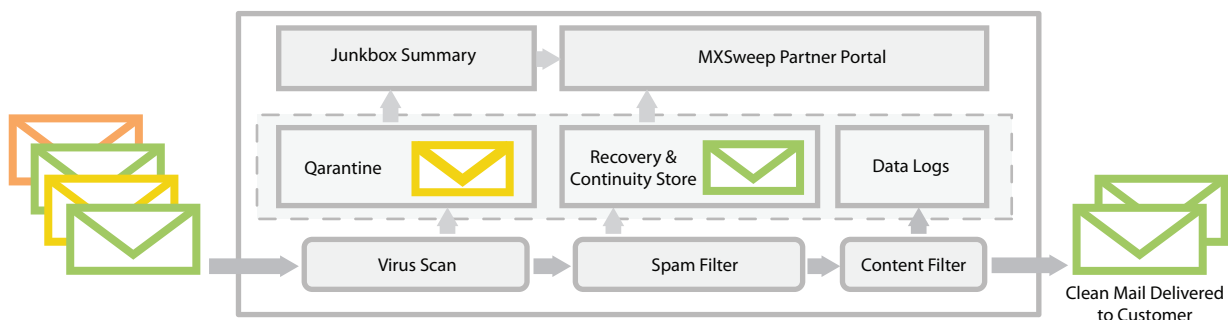 Junkbox Summary
MXSweep Partner Portal
Qarantine
Recovery &
Continuity Store
Data Logs
Virus Scan
Spam Filter
Content Filter
Clean Mail Delivered
to Customer